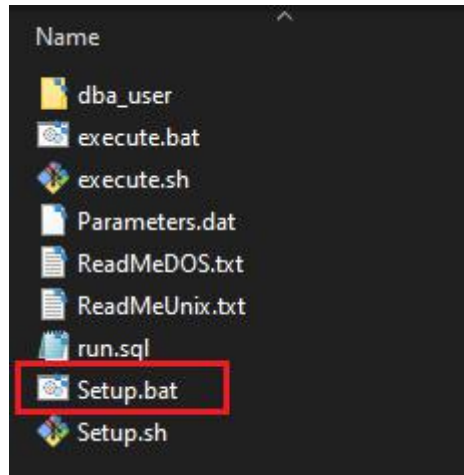 Name
dba_user
execute.bat
execute.sh
Parameters.dat
ReadMeDOS.txt
ReadMeUnix.txt
run.sql
Setup.bat
Setup.sh